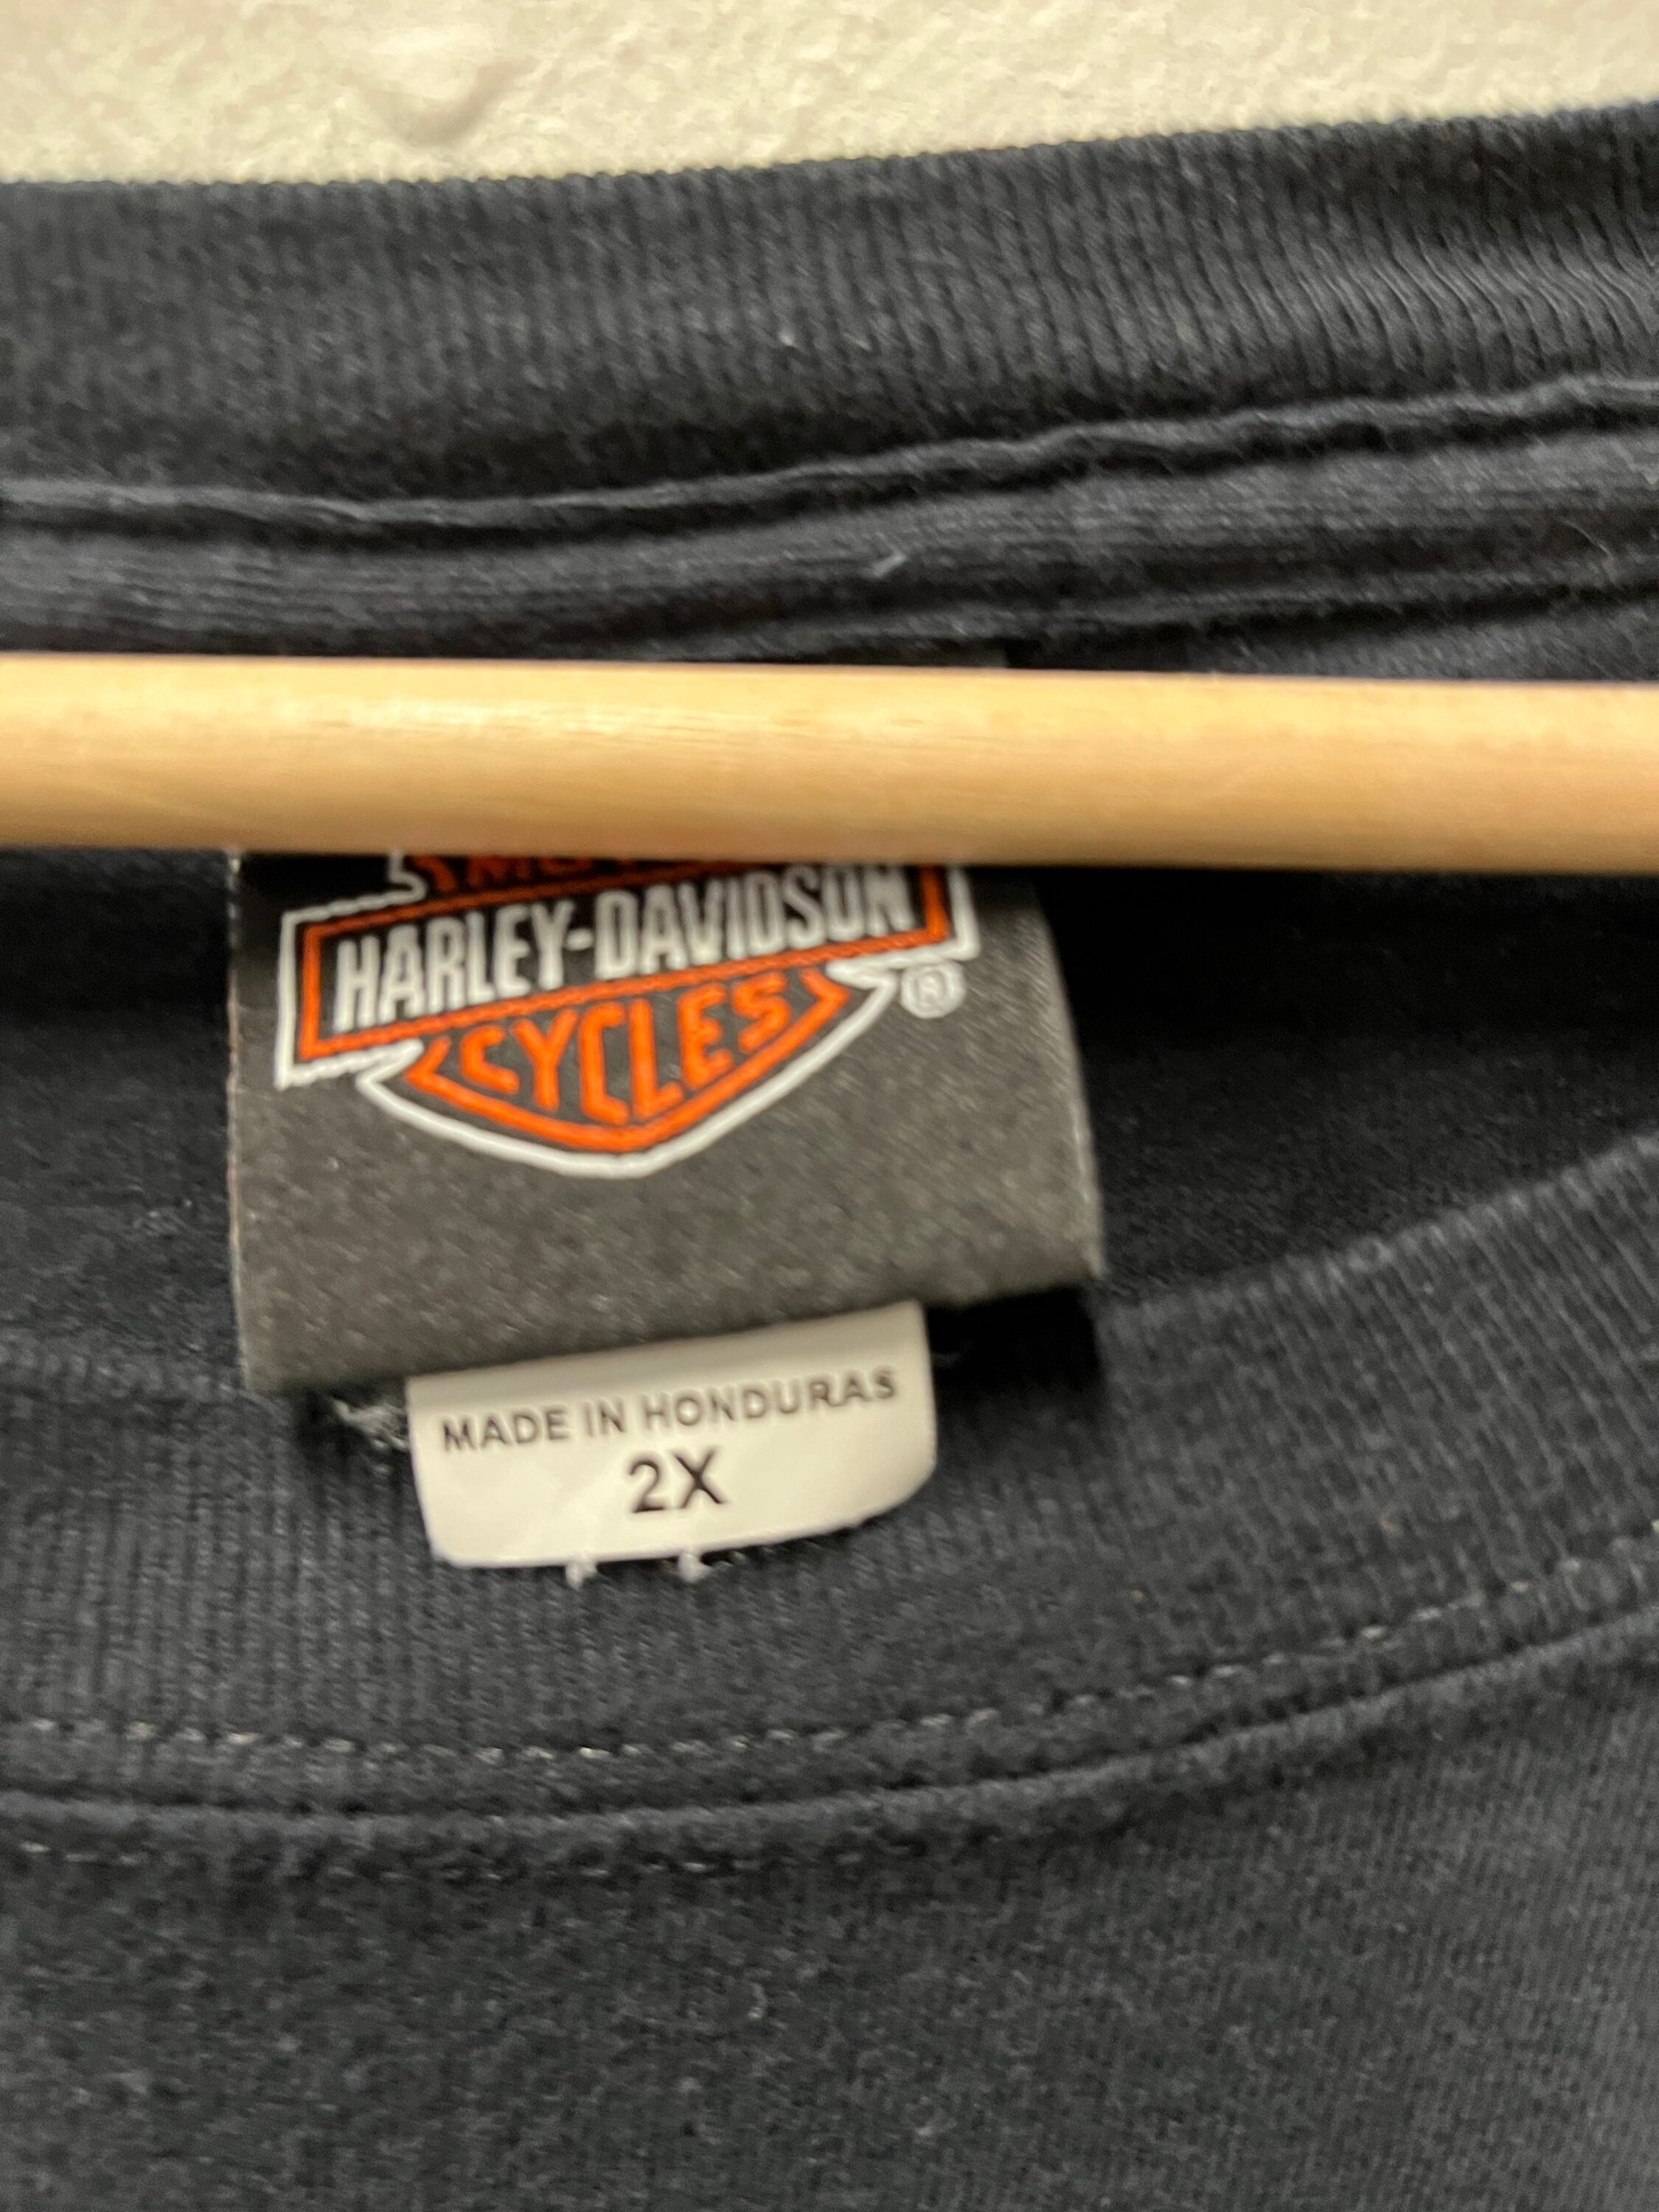 HARLEY-DAVIDSON
CYCLES
®
MADE IN HONDURAS
2X